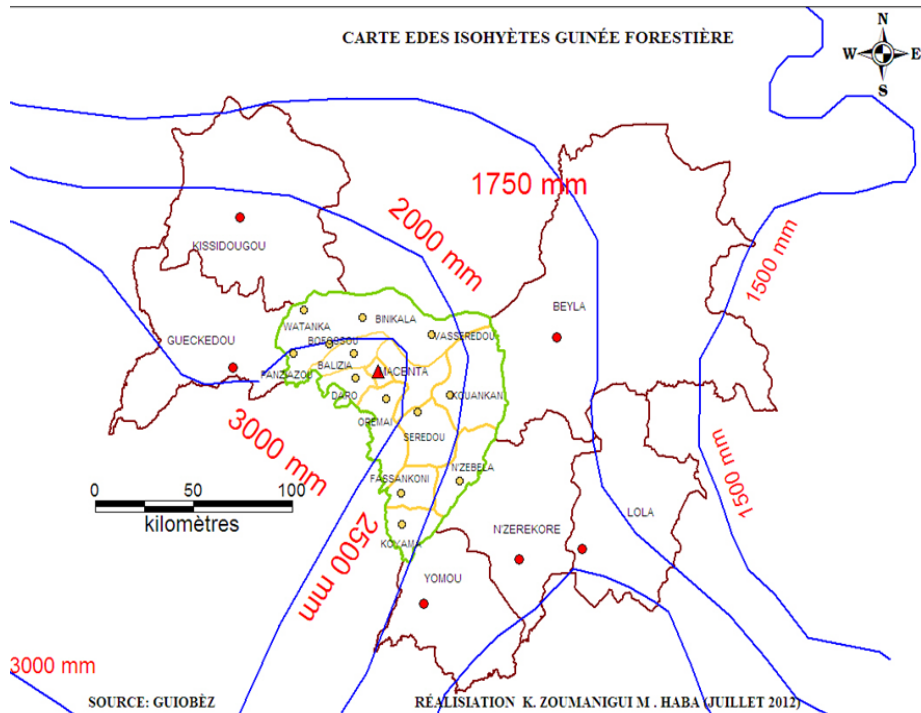 CARTE EDES ISOHYÈTES GUINÉE FORESTIÈRE
N
W
E
S
1750 mm
2000 mm
KISSIDOUGOU
1500 mm
BEYLA
WATANKA
BINIKALA
VASSEREDOU
GUECKEDOU
BOFOSSOU
BALIZIA
PANZIAZOU
MACENTA
DARO
KOUANKAN
OREMAI
3000 mm
SEREDOU
1500 mm
FASSANKONI
N'ZEBELA
0 50 100
kilomètres
2500 mm
LOLA
N'ZEREKORE
KOYAMA
YOMOU
3000 mm
SOURCE: GUIOBÈZ
RÉALISIATION K. ZOUMANIGUI M . HABA (JUILLET 2012)